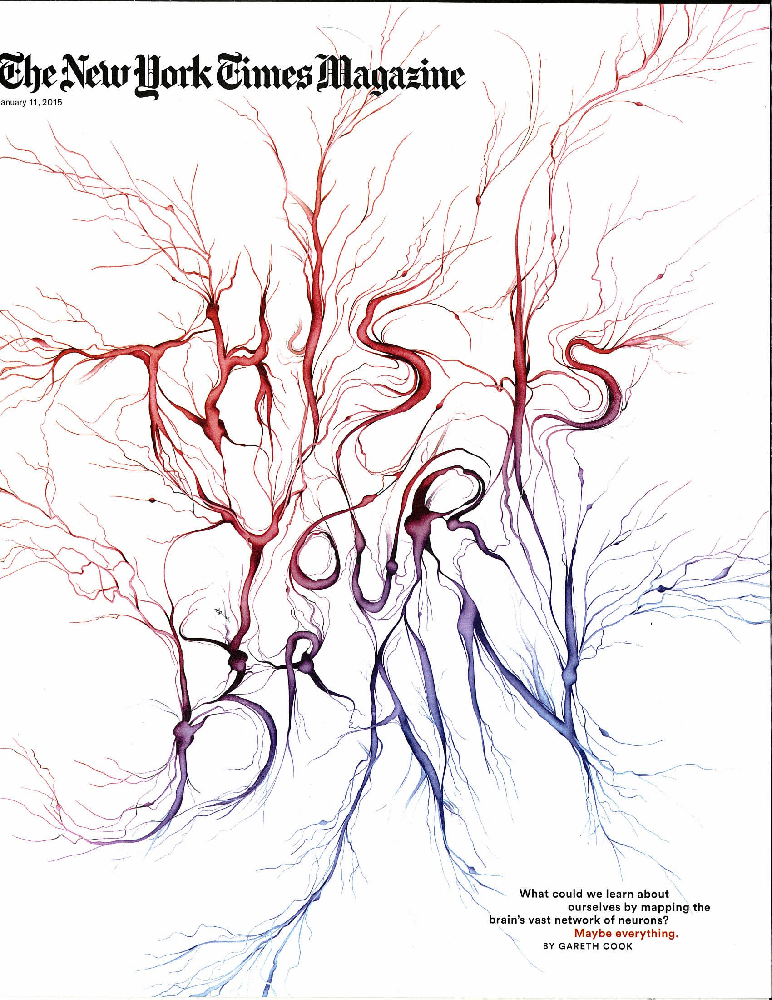 The New York Times Magazine
January 11, 2015
THIS IS
YOUR
BRAIN
What could we learn about
ourselves by mapping the
brain's vast network of neurons?
Maybe everything.
BY GARETH COOK